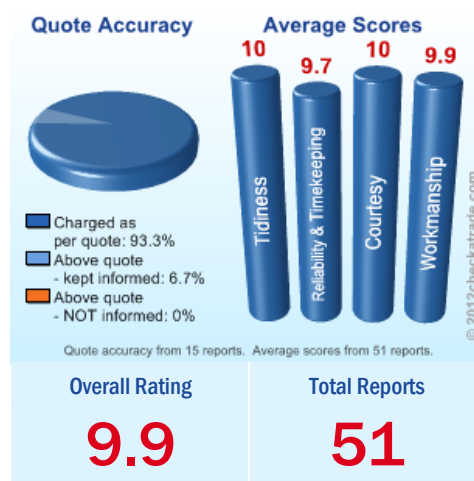 Quote Accuracy
Average Scores
10
9.7
10
9.9
Tidiness
Reliability & Timekeeping
Courtesy
Workmanship
Charged as
per quote: 93.3%
Above quote
- kept informed: 6.7%
Above quote
- NOT informed: 0%
© 2012checkatrade.com
Quote accuracy from 15 reports. Average scores from 51 reports.
Overall Rating
Total Reports
9.9
51